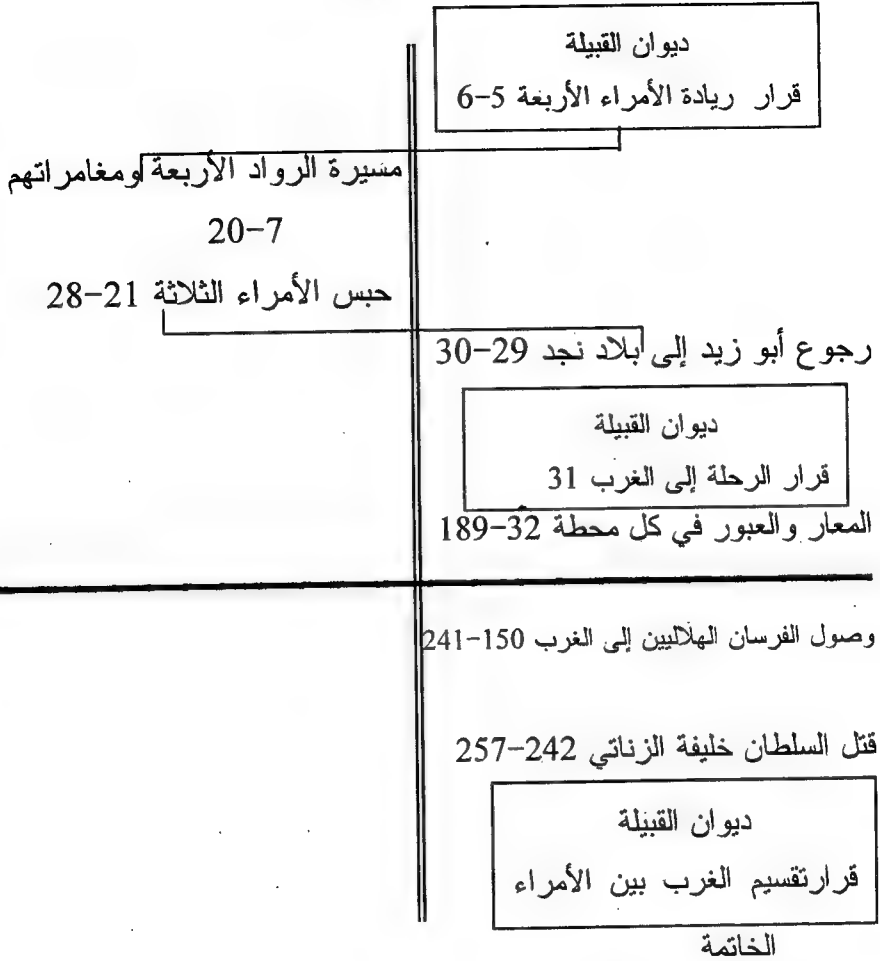 ديوان القبيلة
قرار ريادة الأمراء الأربعة 5-6
مسيرة الرواد الأربعة ومغامراتهم
7-20
حبس الأمراء الثلاثة 21-28
رجوع أبو زيد إلى بلاد نجد 29-30
ديوان القبيلة
قرار الرحلة إلى الغرب 31
المعار والعبور في كل محطة 32-189
وصول الفرسان الهلاليين إلى الغرب 150-241
قتل السلطان خليفة الزناتي 242-257
ديوان القبيلة
قرارتقسيم الغرب بين الأمراء
الخاتمة